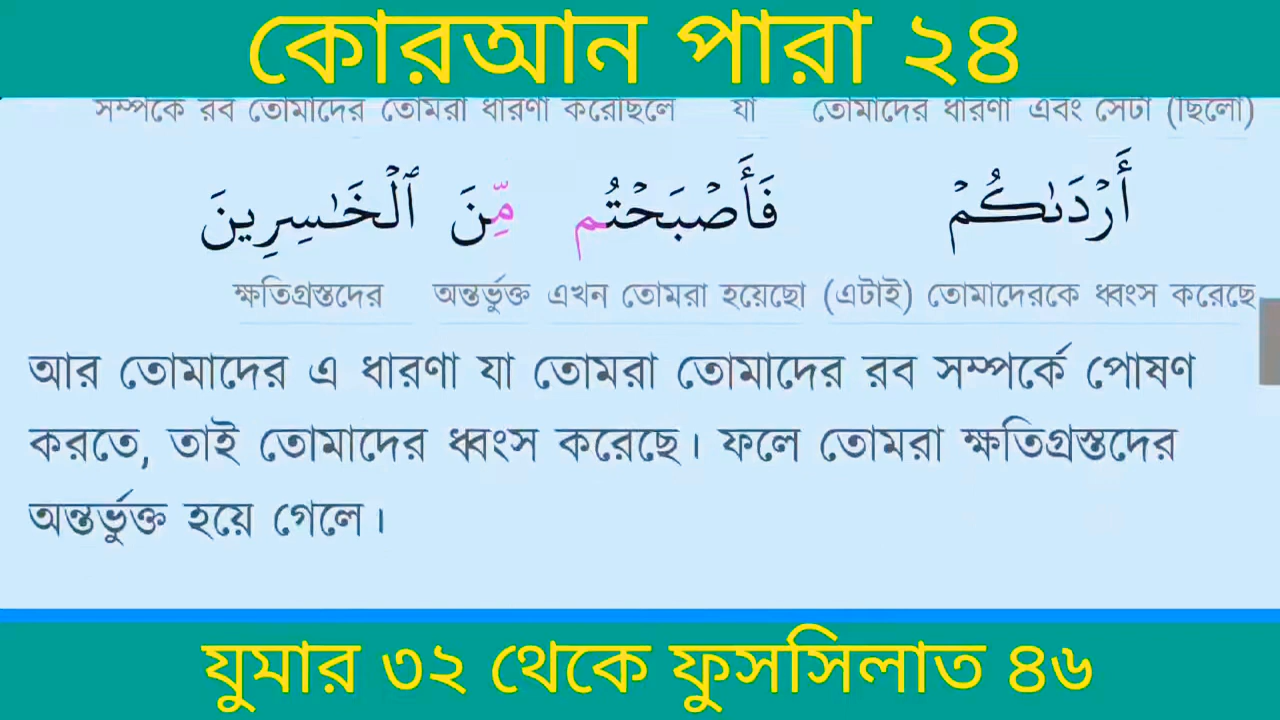 কোরআন পারা ২৪
সম্পর্কে রব তোমাদের তোমরা ধারণা করেছিলে যা তোমাদের ধারণা এবং সেটা (ছিলো)
أَرْدَىٰكُمْ فَأَصْبَحْتُم مِّنَ ٱلْخَـٰسِرِينَ
ক্ষতিগ্রস্তদের অন্তর্ভুক্ত এখন তোমরা হয়েছো (এটাই) তোমাদেরকে ধ্বংস করেছে
আর তোমাদের এ ধারণা যা তোমরা তোমাদের রব সম্পর্কে পোষণ
করতে, তাই তোমাদের ধ্বংস করেছে। ফলে তোমরা ক্ষতিগ্রস্তদের
অন্তর্ভুক্ত হয়ে গেলে।
যুমার ৩২ থেকে ফুসসিলাত ৪৬